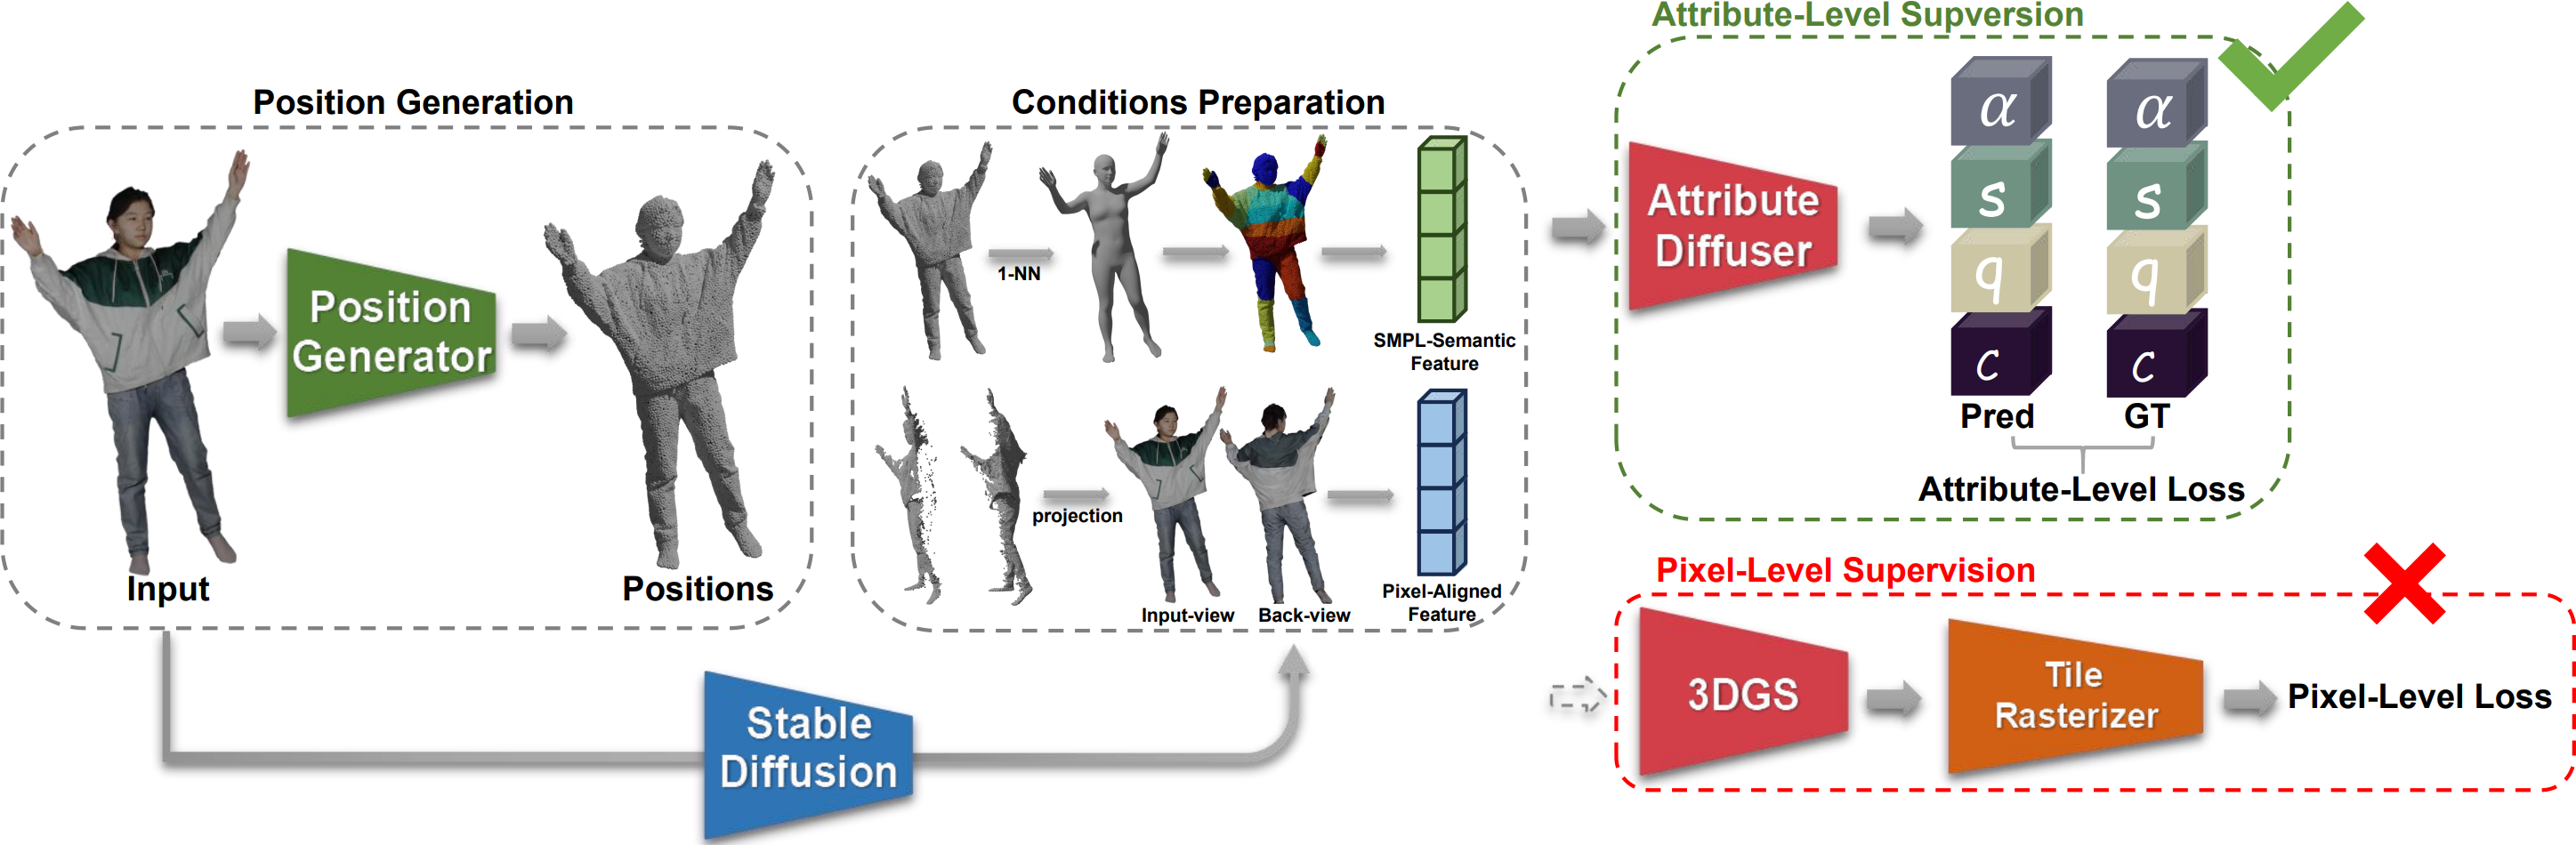 Position Generation
Input
Position
Generator
Positions
Stable
Diffusion
Conditions Preparation
1-NN
SMPL-Semantic
Feature
projection
Input-view
Back-view
Pixel-Aligned
Feature
Attribute-Level Supversion
Attribute
Diffuser
α
s
q
c
Pred
α
s
q
c
GT
Attribute-Level Loss
Pixel-Level Supervision
3DGS
Tile
Rasterizer
Pixel-Level Loss